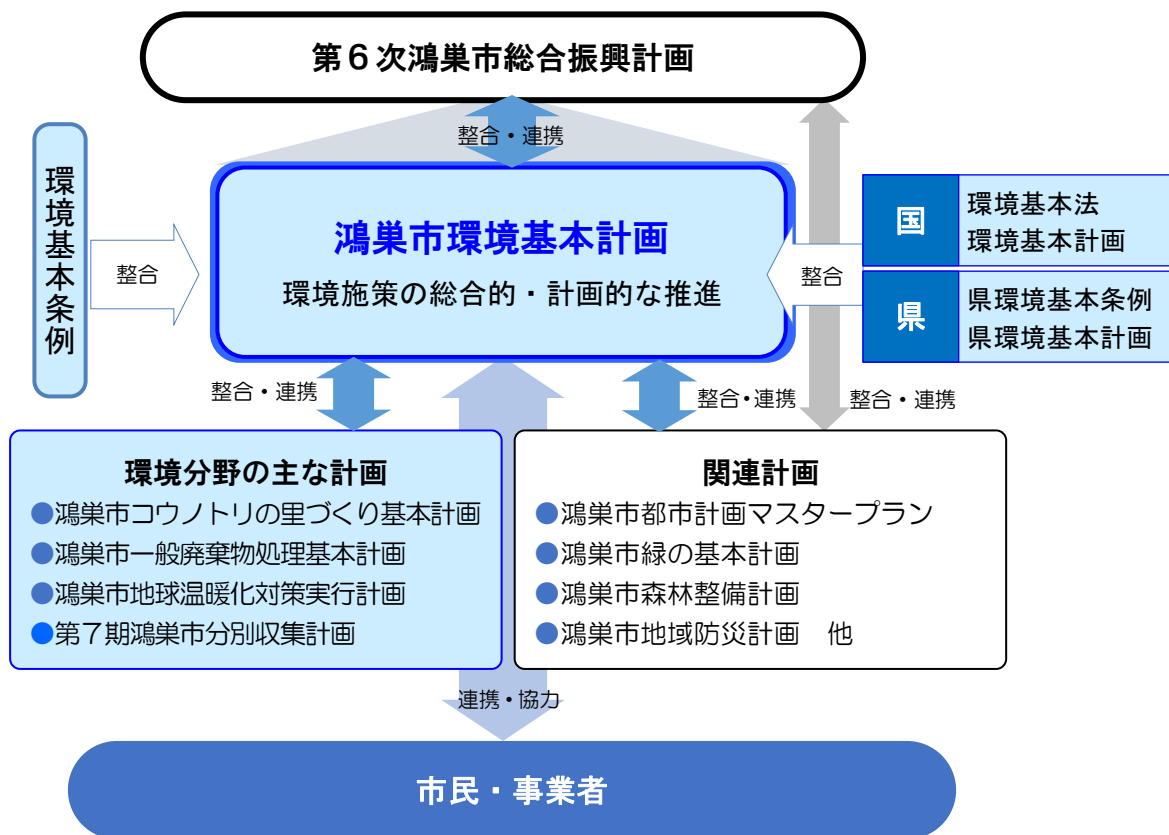 第６次鴻巣市総合振興計画
整合・連携
環境基本条例
整合
鴻巣市環境基本計画
環境施策の総合的・計画的な推進
整合
国
環境基本法
環境基本計画
県
県環境基本条例
県環境基本計画
整合・連携
整合・連携
整合・連携
環境分野の主な計画
●鴻巣市コウノトリの里づくり基本計画
●鴻巣市一般廃棄物処理基本計画
●鴻巣市地球温暖化対策実行計画
●第７期鴻巣市分別収集計画
関連計画
●鴻巣市都市計画マスタープラン
●鴻巣市緑の基本計画
●鴻巣市森林整備計画
●鴻巣市地域防災計画　他
連携・協力
市民・事業者